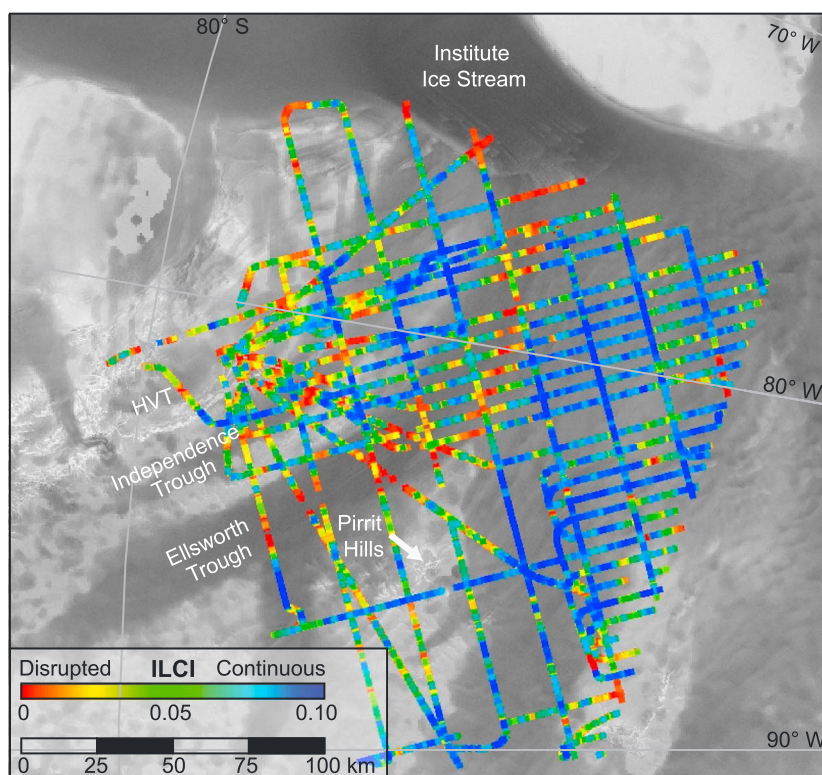 80° S
70° W
Institute
Ice Stream
80° W
HVT
Independence
Trough
Ellsworth
Trough
Pirrit
Hills
Disrupted ILCI Continuous
0 0.05 0.10
0 25 50 75 100 km
90° W